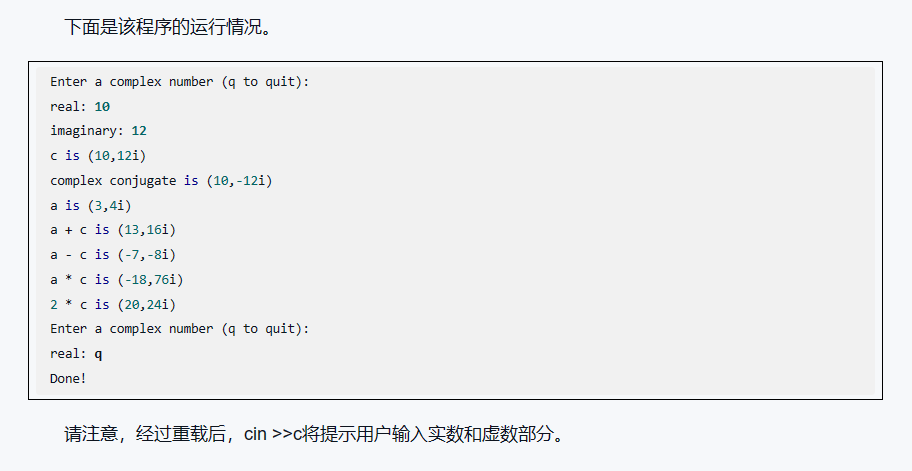 下面是该程序的运行情况。
Enter a complex number (q to quit):
real: 10
imaginary: 12
c is (10,12i)
complex conjugate is (10,-12i)
a is (3,4i)
a + c is (13,16i)
a - c is (-7,-8i)
a * c is (-18,76i)
2 * c is (20,24i)
Enter a complex number (q to quit):
real: q
Done!
请注意，经过重载后，cin >>c将提示用户输入实数和虚数部分。